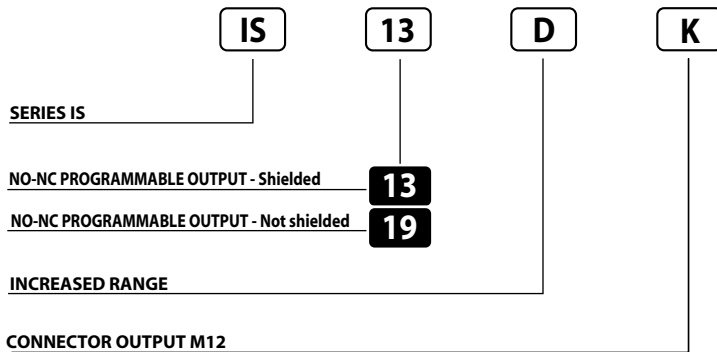 IS 13 D K
SERIES IS
NO-NC PROGRAMMABLE OUTPUT - Shielded 13
NO-NC PROGRAMMABLE OUTPUT - Not shielded 19
INCREASED RANGE
CONNECTOR OUTPUT M12